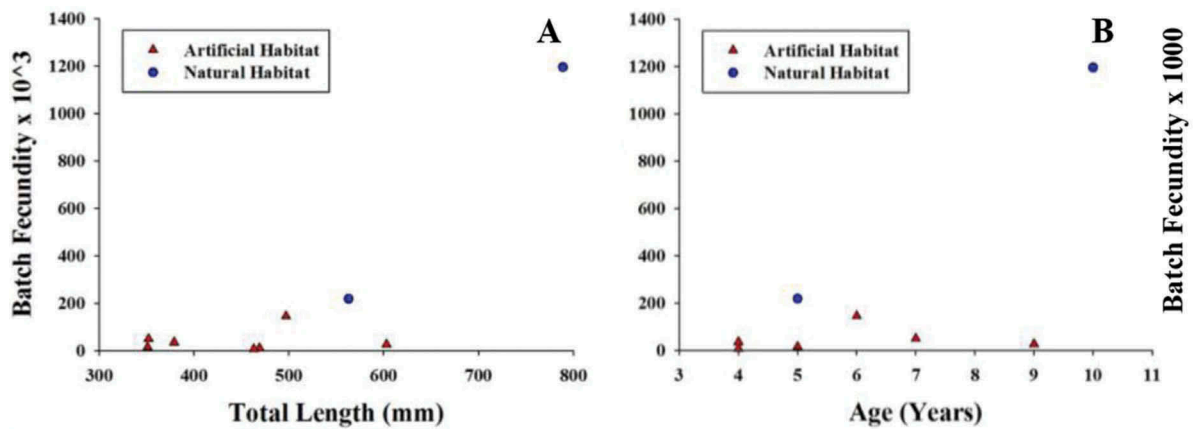 A
Artificial Habitat
Natural Habitat
1400
1200
1000
800
600
400
200
0
Batch Fecundity x 10^3
300 400 500 600 700 800
Total Length (mm)
B
Artificial Habitat
Natural Habitat
1400
1200
1000
800
600
400
200
0
3 4 5 6 7 8 9 10 11
Age (Years)
Batch Fecundity x 1000